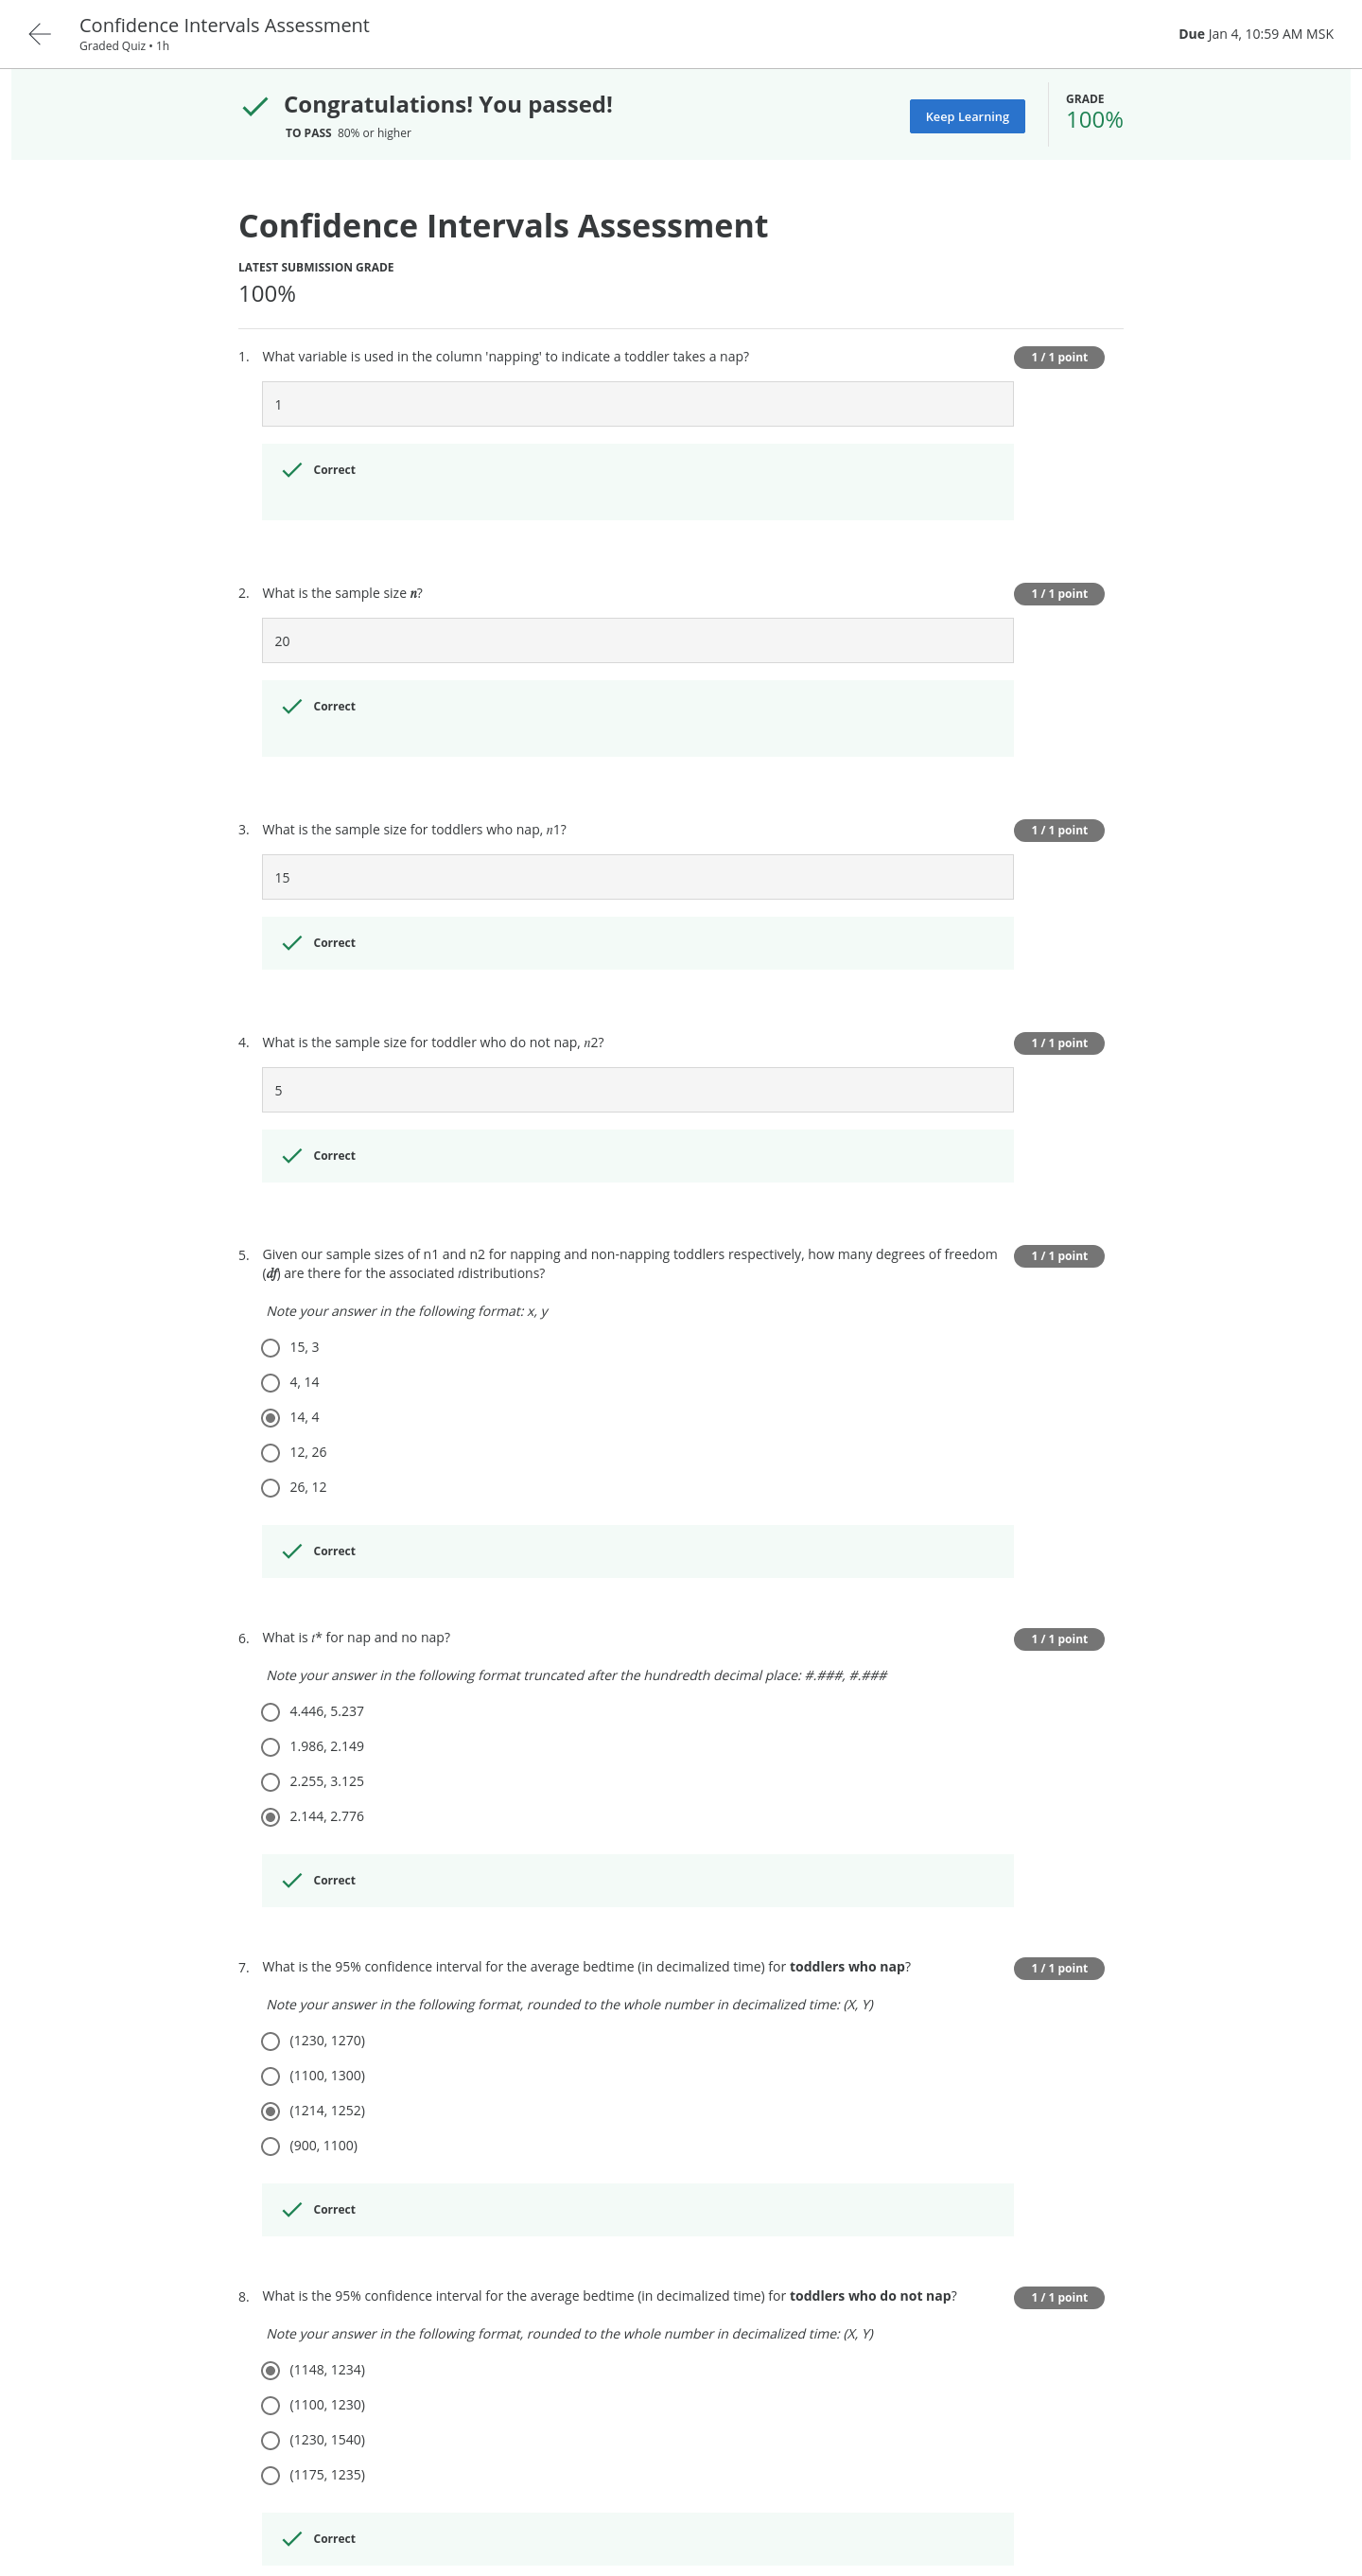 Confidence Intervals Assessment
Graded Quiz • 1h
Due Jan 4, 10:59 AM MSK
Congratulations! You passed!
TO PASS 80% or higher
Keep Learning
GRADE
100%
Confidence Intervals Assessment
LATEST SUBMISSION GRADE
100%
1. What variable is used in the column 'napping' to indicate a toddler takes a nap?
1 / 1 point
1
Correct
2. What is the sample size n?
1 / 1 point
20
Correct
3. What is the sample size for toddlers who nap, n1?
1 / 1 point
15
Correct
4. What is the sample size for toddler who do not nap, n2?
1 / 1 point
5
Correct
5. Given our sample sizes of n1 and n2 for napping and non-napping toddlers respectively, how many degrees of freedom
(df) are there for the associated tdistributions?
1 / 1 point
Note your answer in the following format: x, y
15, 3
4, 14
14, 4
12, 26
26, 12
Correct
6. What is t* for nap and no nap?
1 / 1 point
Note your answer in the following format truncated after the hundredth decimal place: #.###, #.###
4.446, 5.237
1.986, 2.149
2.255, 3.125
2.144, 2.776
Correct
7. What is the 95% confidence interval for the average bedtime (in decimalized time) for toddlers who nap?
1 / 1 point
Note your answer in the following format, rounded to the whole number in decimalized time: (X, Y)
(1230, 1270)
(1100, 1300)
(1214, 1252)
(900, 1100)
Correct
8. What is the 95% confidence interval for the average bedtime (in decimalized time) for toddlers who do not nap?
1 / 1 point
Note your answer in the following format, rounded to the whole number in decimalized time: (X, Y)
(1148, 1234)
(1100, 1230)
(1230, 1540)
(1175, 1235)
Correct